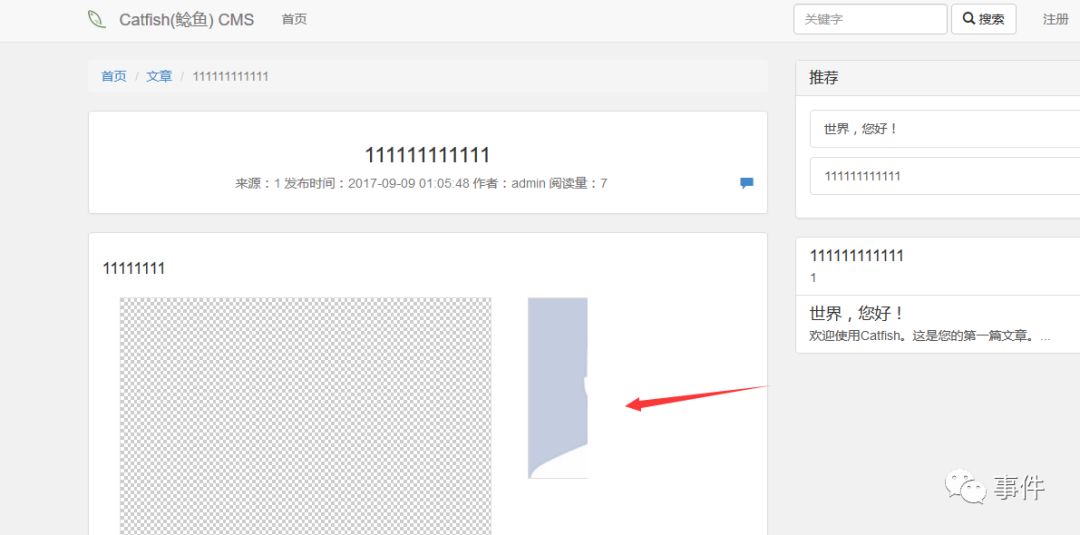 Catfish(鲶鱼) CMS 首页 关键字 搜索 注册
首页 / 文章 / 111111111111
111111111111
来源：1 发布时间：2017-09-09 01:05:48 作者：admin 阅读量：7
11111111
推荐
世界，您好！
111111111111
111111111111
1
世界，您好！
欢迎使用Catfish。这是您的第一篇文章。...
事件